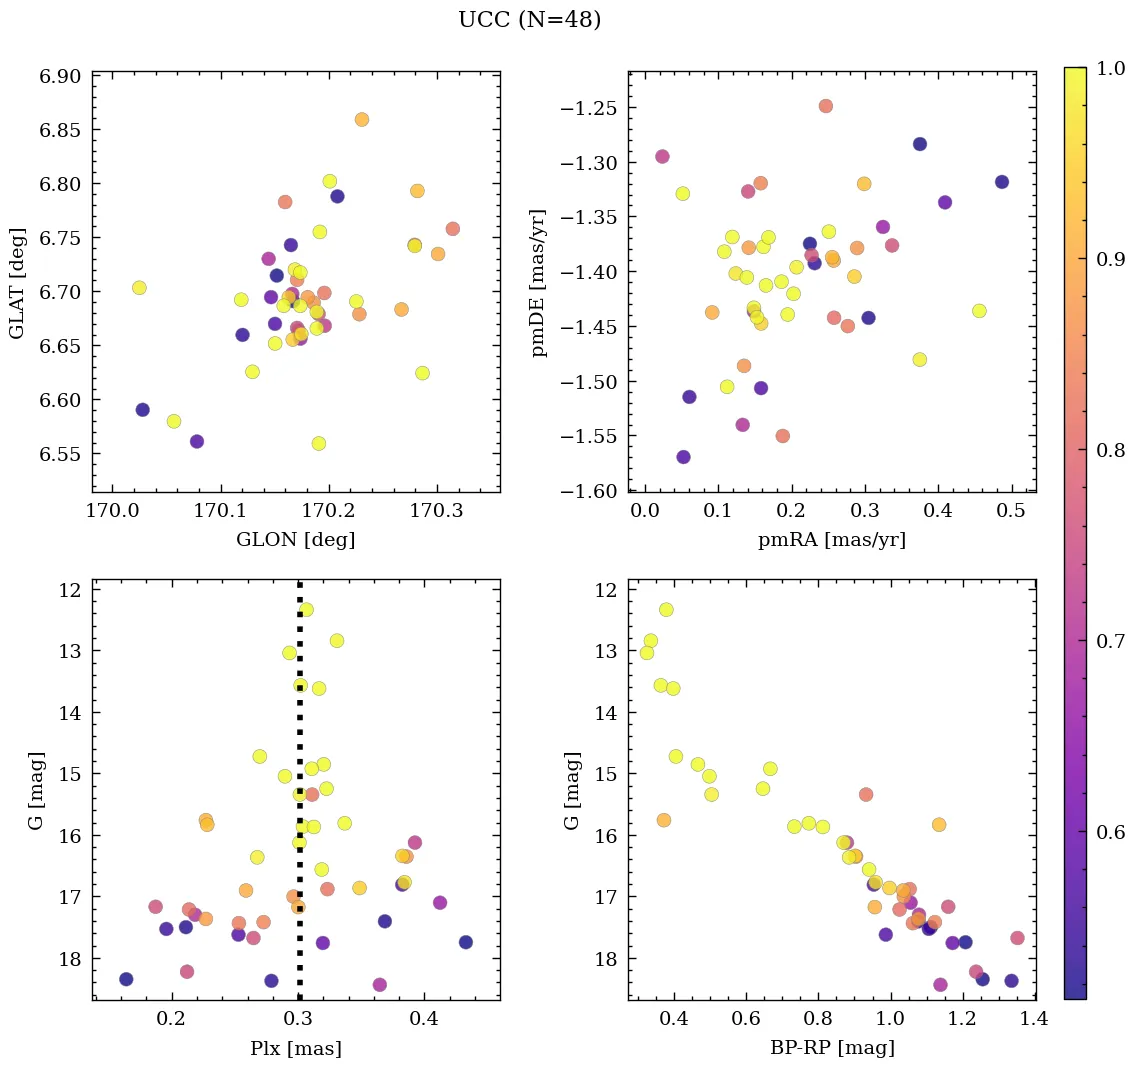 UCC (N=48)
6.90
6.85
6.80
6.75
6.70
6.65
6.60
6.55
GLAT [deg]
170.0 170.1 170.2 170.3
GLON [deg]
−1.25
−1.30
−1.35
−1.40
−1.45
−1.50
−1.55
−1.60
pmDE [mas/yr]
0.0 0.1 0.2 0.3 0.4 0.5
pmRA [mas/yr]
12
13
14
15
16
17
18
G [mag]
0.2 0.3 0.4
Plx [mas]
12
13
14
15
16
17
18
G [mag]
0.4 0.6 0.8 1.0 1.2 1.4
BP-RP [mag]
1.0
0.9
0.8
0.7
0.6